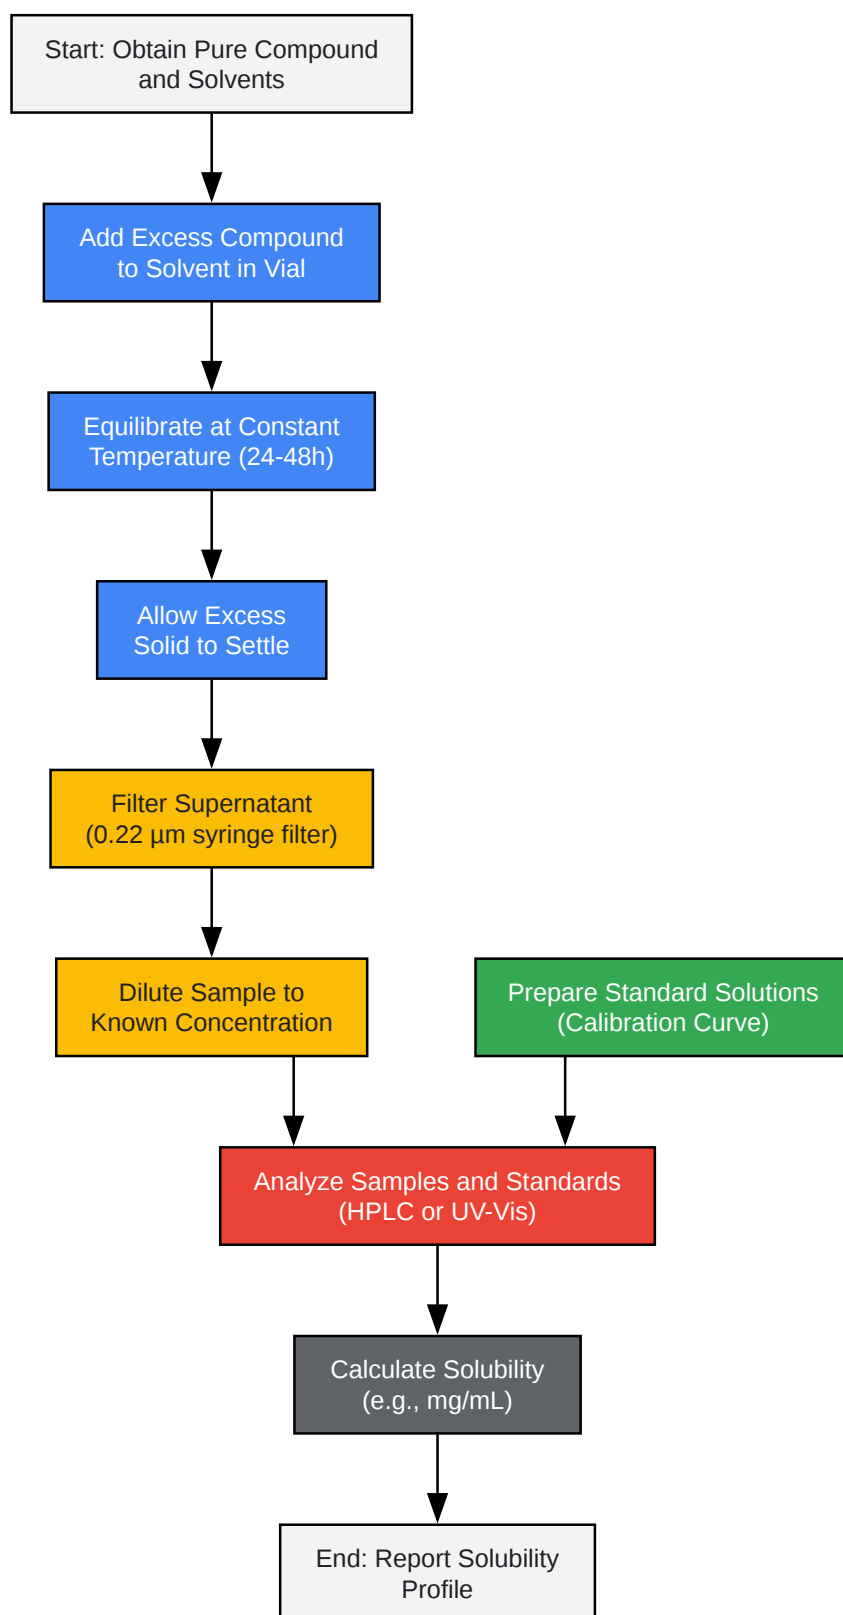 Start: Obtain Pure Compound
and Solvents
Add Excess Compound
to Solvent in Vial
Equilibrate at Constant
Temperature (24-48h)
Allow Excess
Solid to Settle
Filter Supernatant
(0.22 µm syringe filter)
Dilute Sample to
Known Concentration
Prepare Standard Solutions
(Calibration Curve)
Analyze Samples and Standards
(HPLC or UV-Vis)
Calculate Solubility
(e.g., mg/mL)
End: Report Solubility
Profile